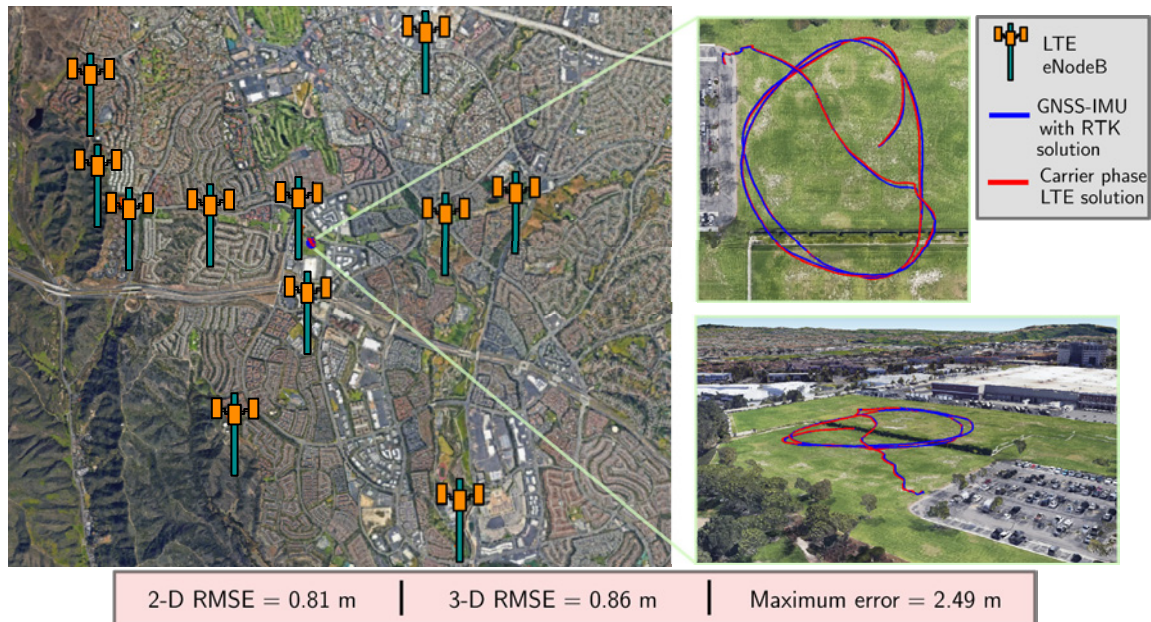 LTE
eNodeB
GNSS-IMU
with RTK
solution
Carrier phase
LTE solution
2-D RMSE = 0.81 m | 3-D RMSE = 0.86 m | Maximum error = 2.49 m